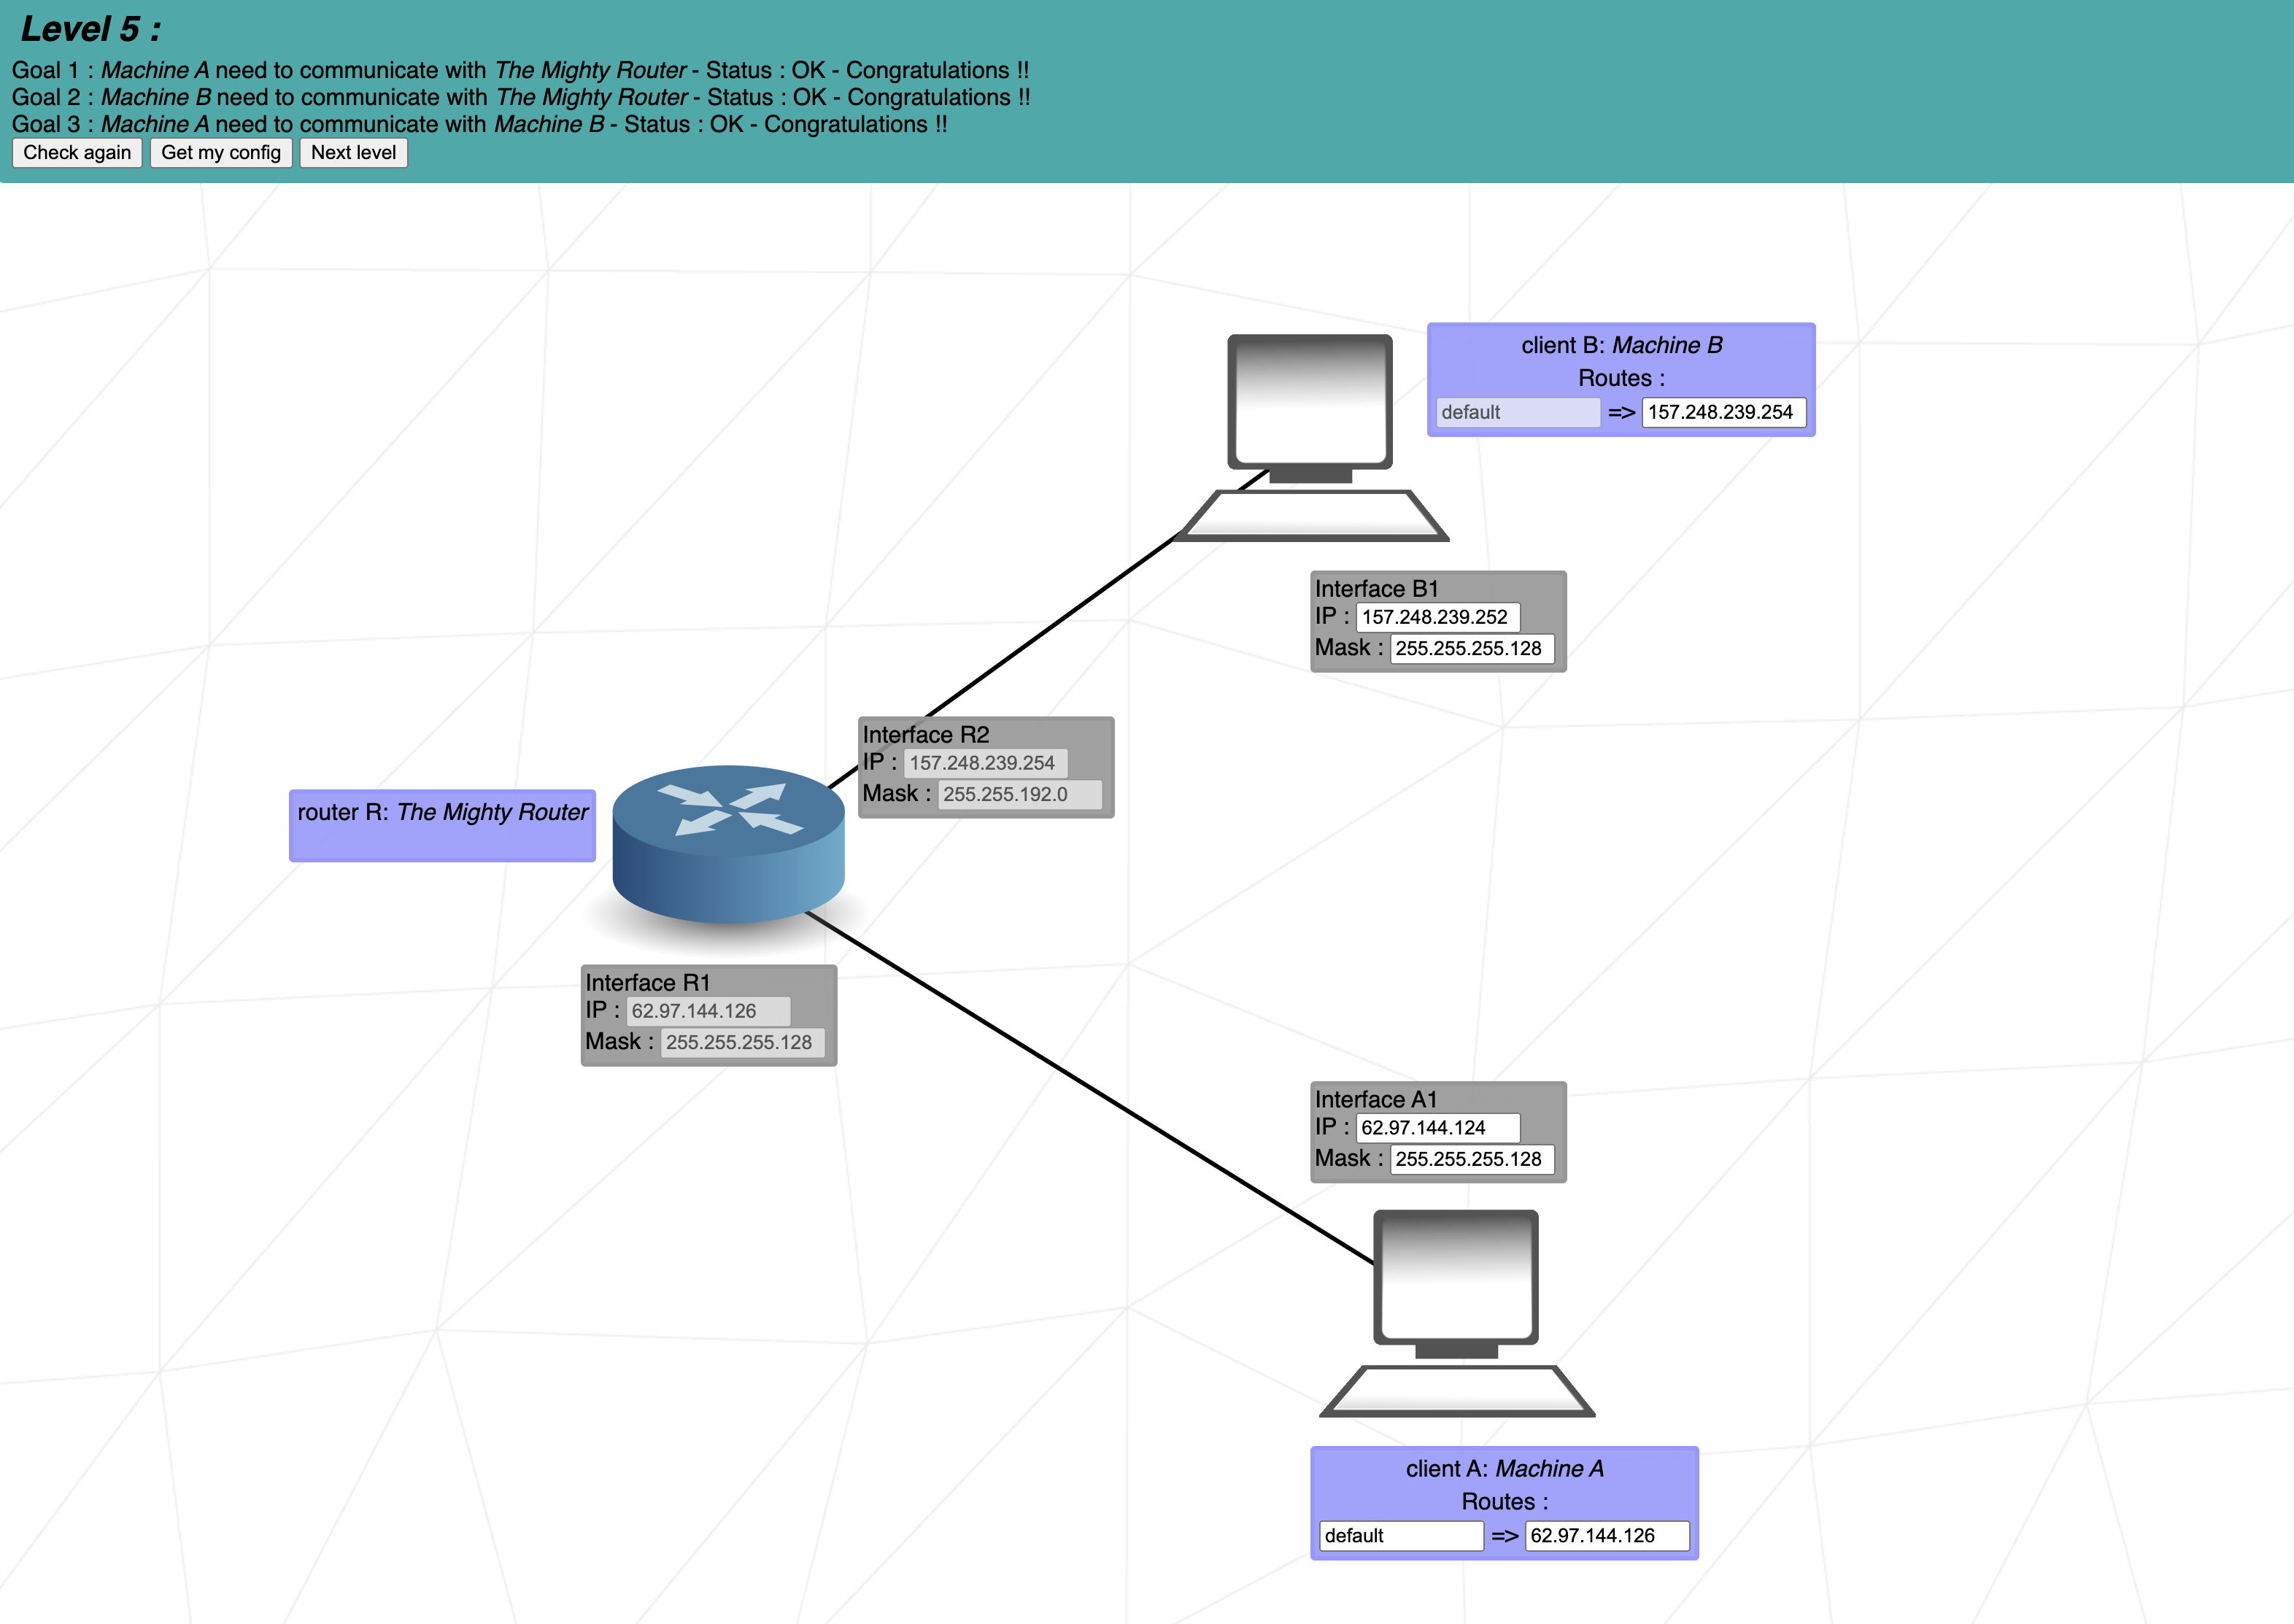 Level 5 :
Goal 1 : Machine A need to communicate with The Mighty Router - Status : OK - Congratulations !!
Goal 2 : Machine B need to communicate with The Mighty Router - Status : OK - Congratulations !!
Goal 3 : Machine A need to communicate with Machine B - Status : OK - Congratulations !!
Check again Get my config Next level
client B: Machine B
Routes :
default => 157.248.239.254
Interface B1
IP : 157.248.239.252
Mask : 255.255.255.128
Interface R2
IP : 157.248.239.254
Mask : 255.255.192.0
router R: The Mighty Router
Interface R1
IP : 62.97.144.126
Mask : 255.255.255.128
Interface A1
IP : 62.97.144.124
Mask : 255.255.255.128
client A: Machine A
Routes :
default => 62.97.144.126